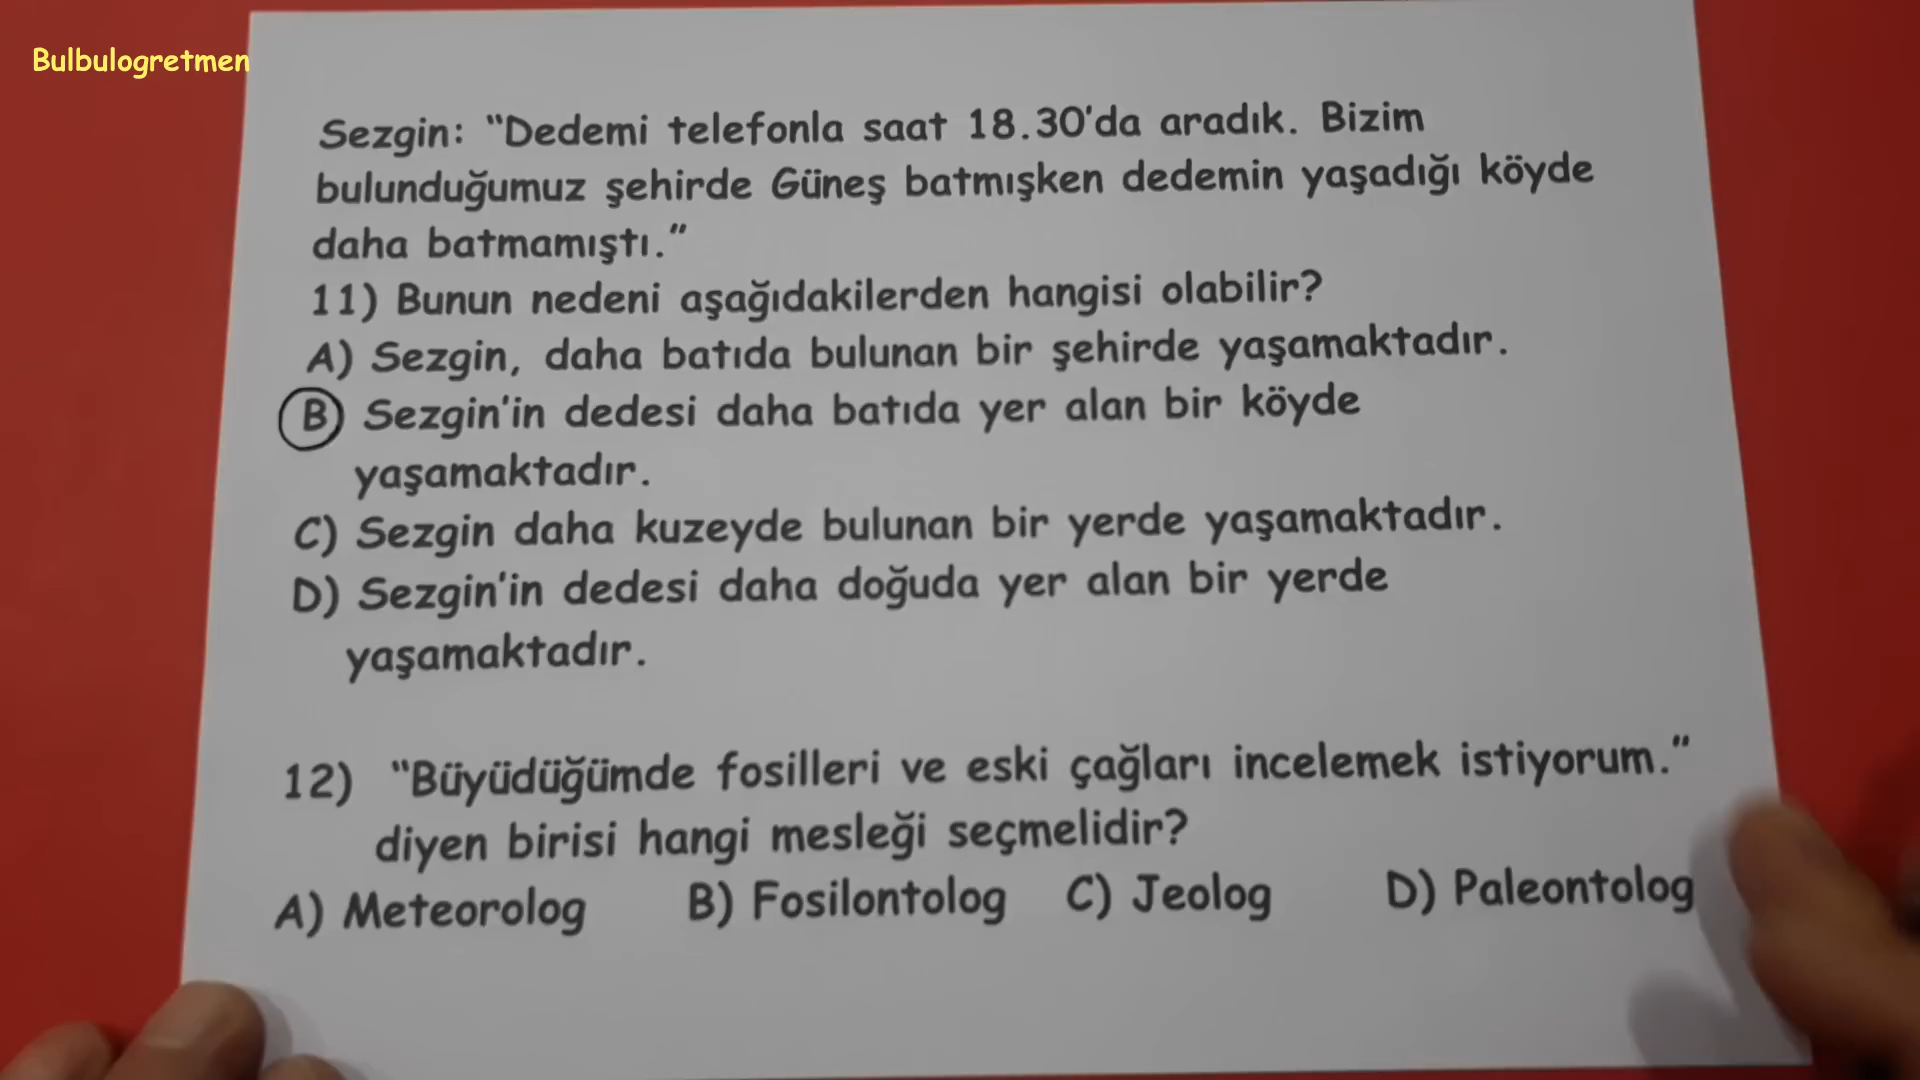 Bulbulogretmen
Sezgin: “Dedemi telefonla saat 18.30'da aradık. Bizim
bulunduğumuz şehirde Güneş batmışken dedemin yaşadığı köyde
daha batmamıştı.”
11) Bunun nedeni aşağıdakilerden hangisi olabilir?
A) Sezgin, daha batıda bulunan bir şehirde yaşamaktadır.
B) Sezgin'in dedesi daha batıda yer alan bir köyde
yaşamaktadır.
C) Sezgin daha kuzeyde bulunan bir yerde yaşamaktadır.
D) Sezgin'in dedesi daha doğuda yer alan bir yerde
yaşamaktadır.
12) “Büyüdüğümde fosilleri ve eski çağları incelemek istiyorum.”
diyen birisi hangi mesleği seçmelidir?
A) Meteorolog B) Fosilontolog C) Jeolog D) Paleontolog